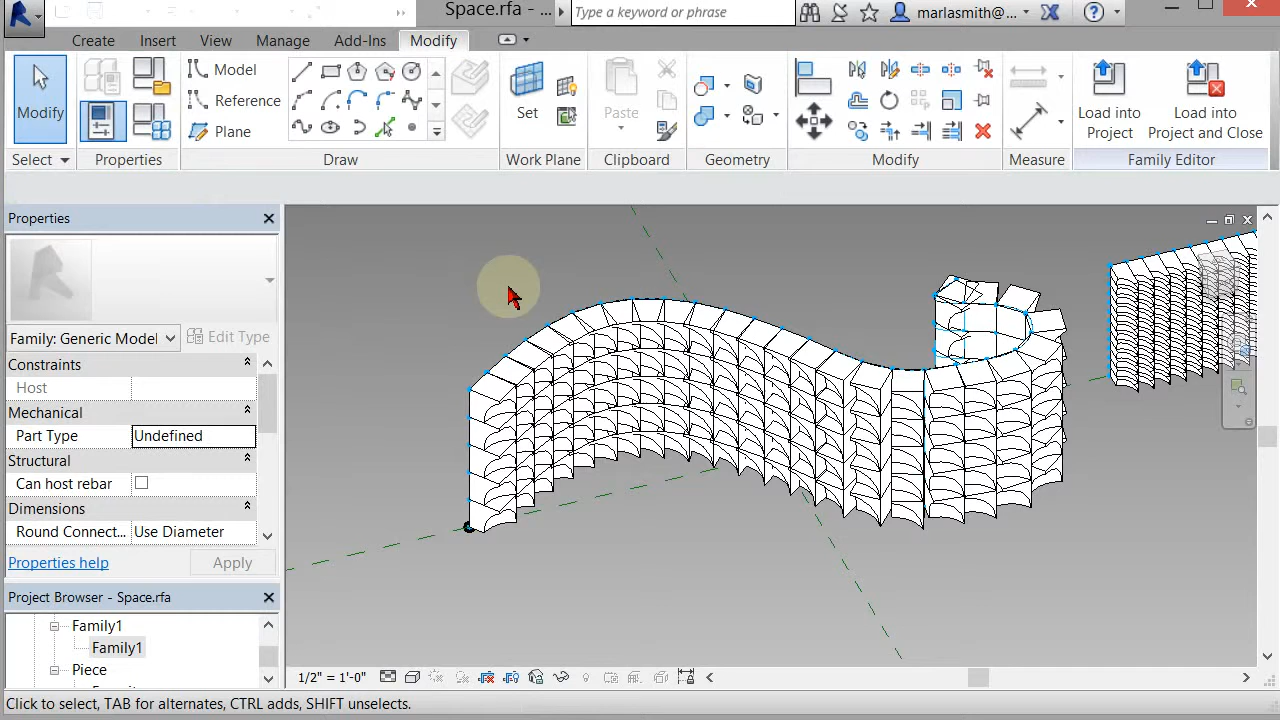 Space.rfa - ...
Type a keyword or phrase
marlasmith@...
Create Insert View Manage Add-Ins Modify
Modify
Model
Reference
Plane
Set
Paste
Load into Project
Load into Project and Close
Select Properties Draw Work Plane Clipboard Geometry Modify Measure Family Editor
Properties
Family: Generic Model
Edit Type
Constraints
Host
Mechanical
Part Type Undefined
Structural
Can host rebar
Dimensions
Round Connect... Use Diameter
Properties help Apply
Project Browser - Space.rfa
Family1
Family1
Piece
1/2" = 1'-0"
Click to select, TAB for alternates, CTRL adds, SHIFT unselects.